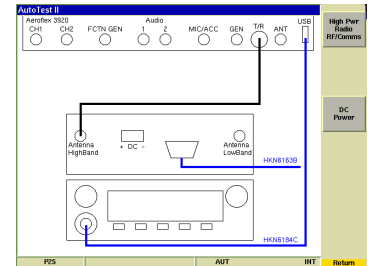 AutoTest II
Aeroflex 3920
Audio
USB
CH1 CH2 FCTN GEN 1 2 MIC/ACC GEN T/R ANT
High Pwr
Radio
RF/Comms
DC
Power
Antenna
HighBand
+ DC -
Antenna
LowBand
HKN6163B
HKN6184C
P25 AUT INT Return